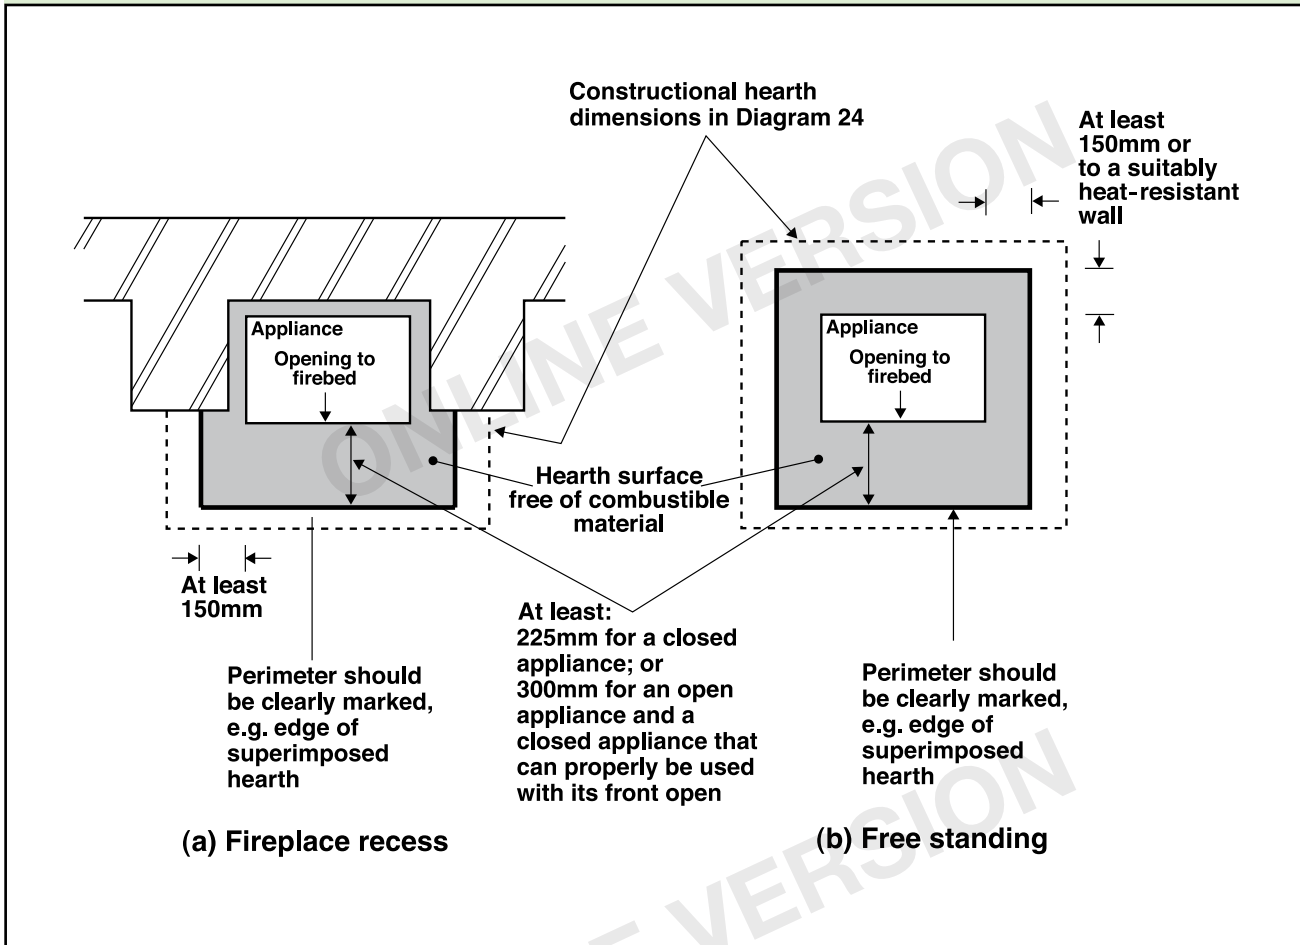 Constructional hearth
dimensions in Diagram 24
At least
150mm or
to a suitably
heat-resistant
wall
Appliance
Opening to
firebed
Appliance
Opening to
firebed
Hearth surface
free of combustible
material
At least
150mm
At least:
225mm for a closed
appliance; or
300mm for an open
appliance and a
closed appliance that
can properly be used
with its front open
Perimeter should
be clearly marked,
e.g. edge of
superimposed
hearth
Perimeter should
be clearly marked,
e.g. edge of
superimposed
hearth
(a) Fireplace recess
(b) Free standing
ONLINE VERSION
NE VERSION